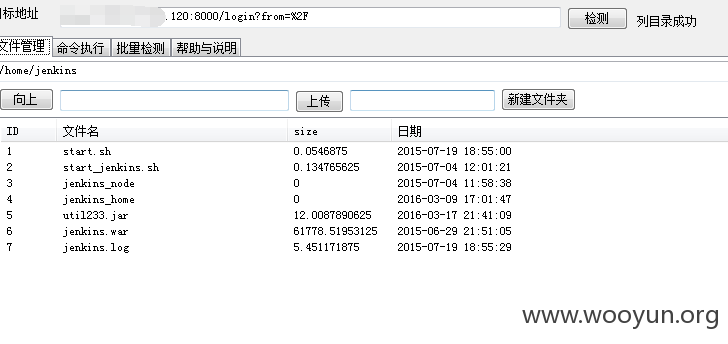 目标地址 .120:8000/login?from=%2F 检测 列目录成功
文件管理 命令执行 批量检测 帮助与说明
/home/jenkins
向上 上传 新建文件夹
ID 文件名 size 日期
1 start.sh 0.0546875 2015-07-19 18:55:00
2 start_jenkins.sh 0.134765625 2015-07-04 12:01:21
3 jenkins_node 0 2015-07-04 11:58:38
4 jenkins_home 0 2016-03-09 17:01:47
5 util233.jar 12.0087890625 2016-03-17 21:41:09
6 jenkins.war 61778.51953125 2015-06-29 21:51:05
7 jenkins.log 5.451171875 2015-07-19 18:55:29
www.wooyun.org